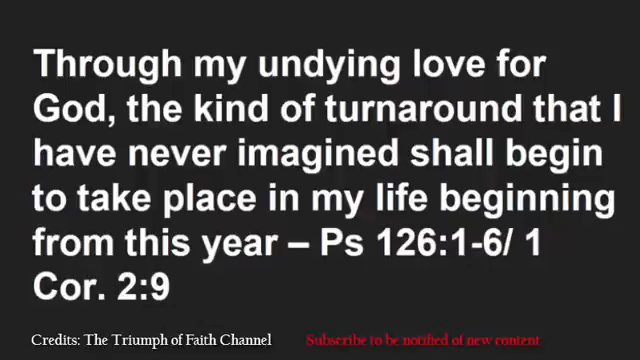 Through my undying love for
God, the kind of turnaround that I
have never imagined shall begin
to take place in my life beginning
from this year – Ps 126:1-6/ 1
Cor. 2:9
Credits: The Triumph of Faith Channel
Subscribe to be notified of new content